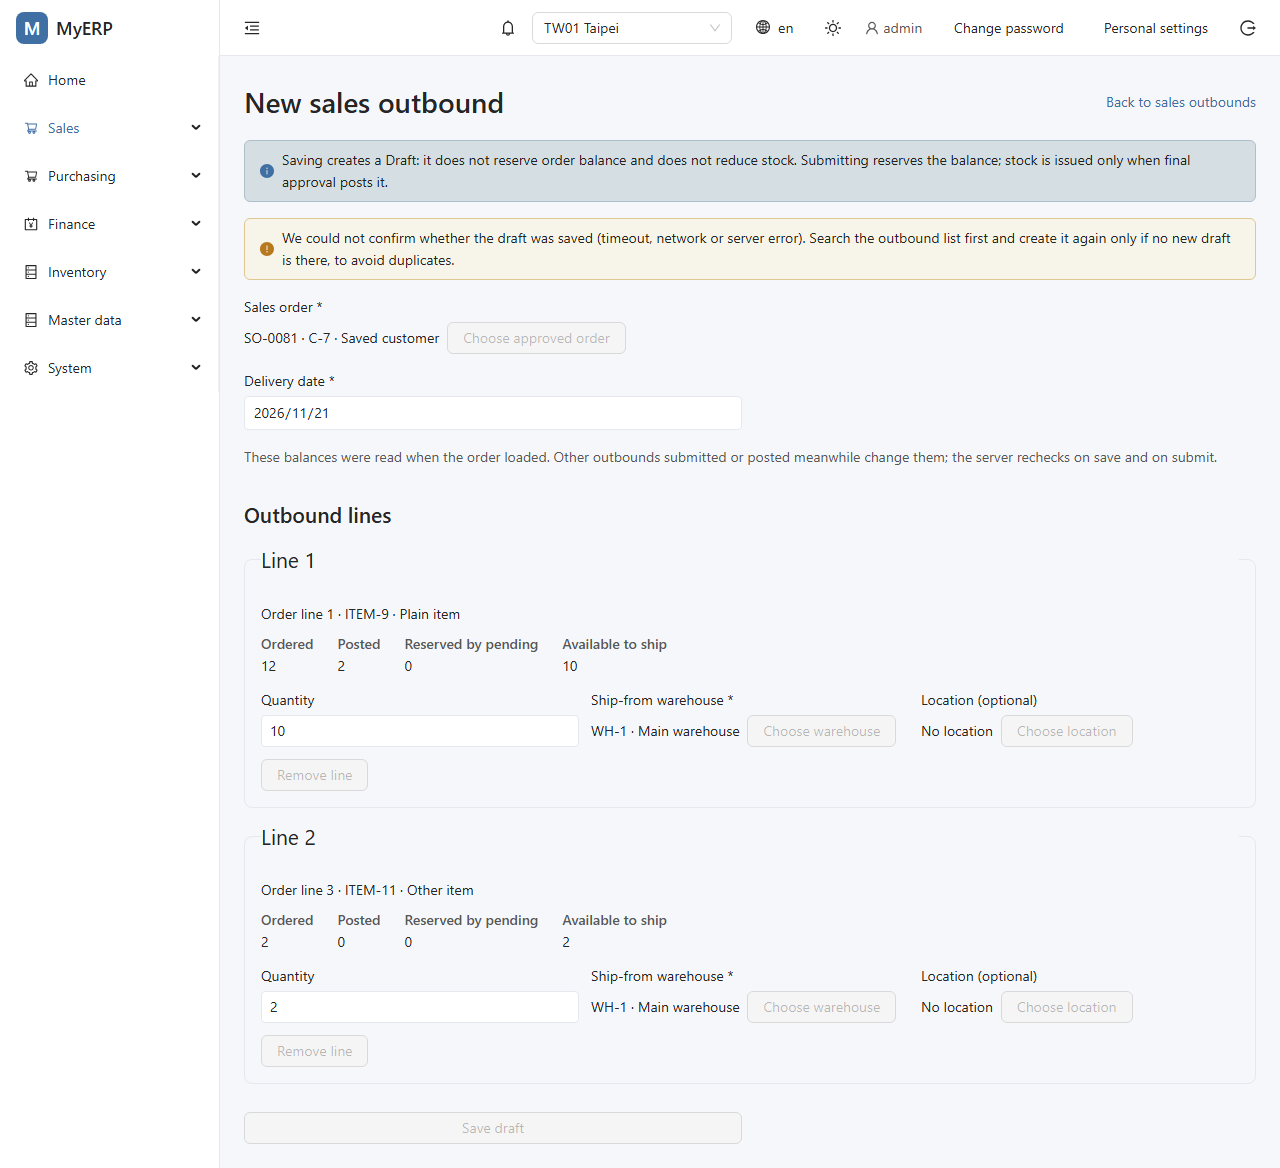 M MyERP
TW01 Taipei
en
admin
Change password
Personal settings
Home
Sales
Purchasing
Finance
Inventory
Master data
System
New sales outbound
Back to sales outbounds
Saving creates a Draft: it does not reserve order balance and does not reduce stock. Submitting reserves the balance; stock is issued only when final
approval posts it.
We could not confirm whether the draft was saved (timeout, network or server error). Search the outbound list first and create it again only if no new draft
is there, to avoid duplicates.
Sales order *
SO-0081 · C-7 · Saved customer Choose approved order
Delivery date *
2026/11/21
These balances were read when the order loaded. Other outbounds submitted or posted meanwhile change them; the server rechecks on save and on submit.
Outbound lines
Line 1
Order line 1 · ITEM-9 · Plain item
Ordered Posted Reserved by pending Available to ship
12 2 0 10
Quantity Ship-from warehouse * Location (optional)
10 WH-1 · Main warehouse Choose warehouse No location Choose location
Remove line
Line 2
Order line 3 · ITEM-11 · Other item
Ordered Posted Reserved by pending Available to ship
2 0 0 2
Quantity Ship-from warehouse * Location (optional)
2 WH-1 · Main warehouse Choose warehouse No location Choose location
Remove line
Save draft